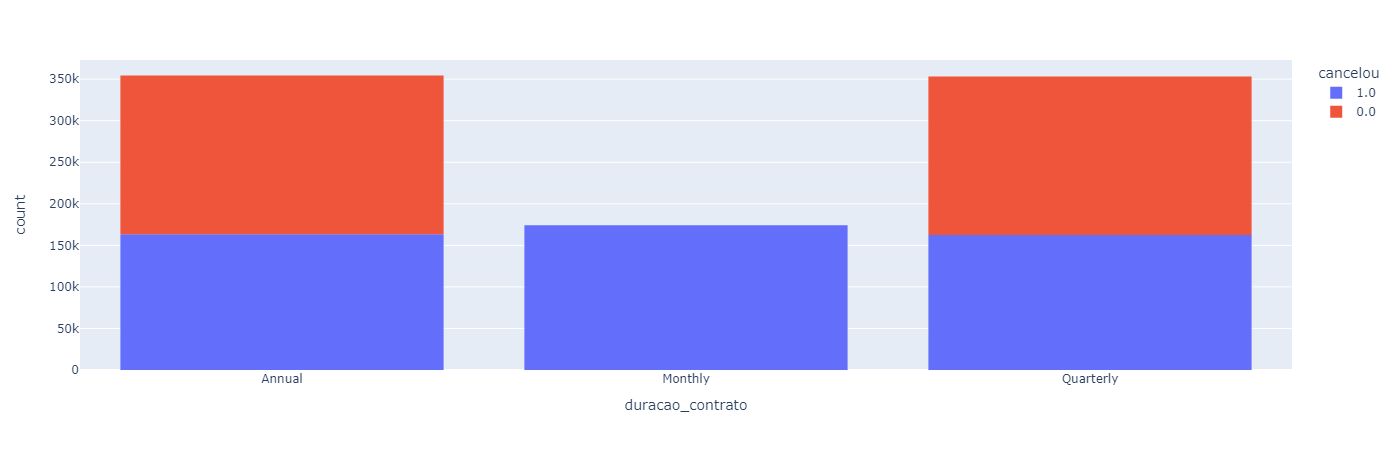 350k
300k
250k
200k
150k
100k
50k
0
count
Annual
Monthly
Quarterly
duracao_contrato
cancelou
1.0
0.0